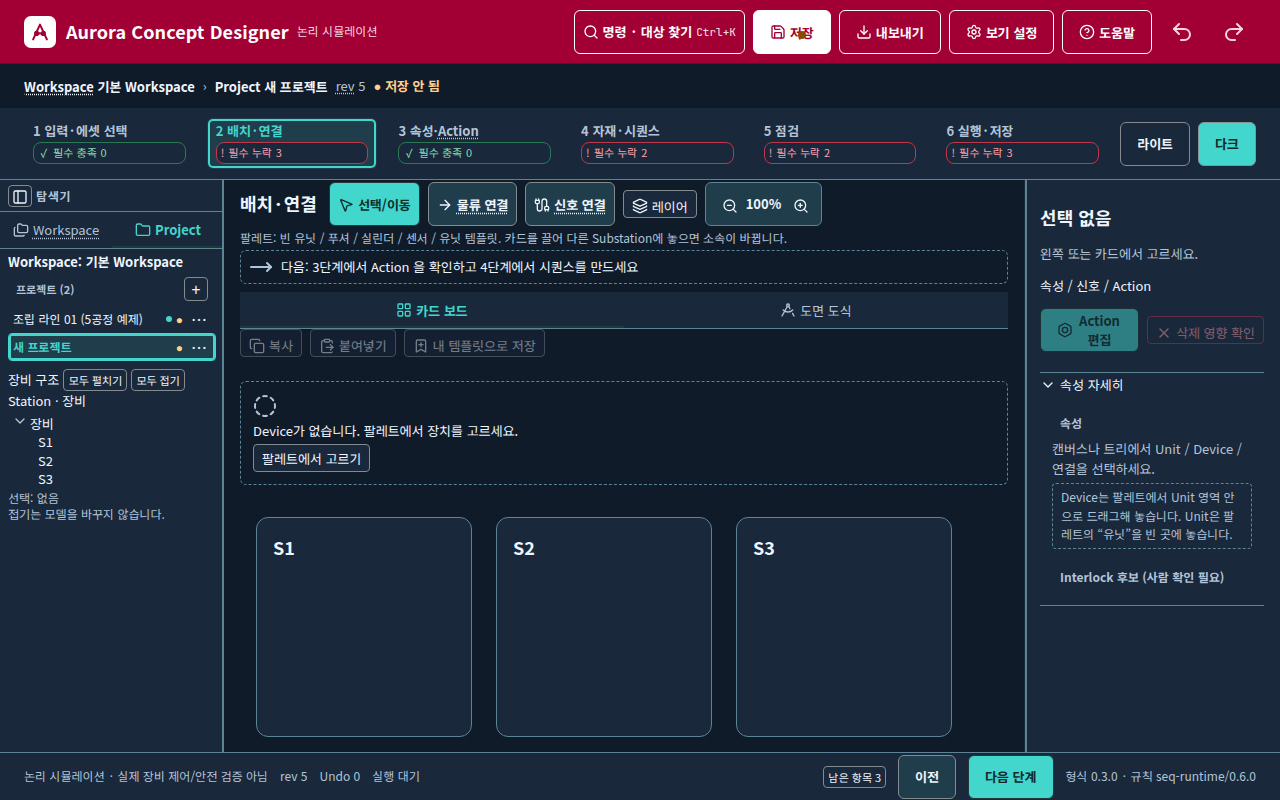 Aurora Concept Designer 논리 시뮬레이션
명령 · 대상 찾기 Ctrl+K
저장
내보내기
보기 설정
도움말
Workspace 기본 Workspace › Project 새 프로젝트 rev 5 ● 저장 안 됨
1 입력·에셋 선택
✓ 필수 충족 0
2 배치·연결
! 필수 누락 3
3 속성·Action
✓ 필수 충족 0
4 자재·시퀀스
! 필수 누락 2
5 점검
! 필수 누락 2
6 실행·저장
! 필수 누락 3
라이트
다크
탐색기
Workspace
Project
Workspace: 기본 Workspace
프로젝트 (2)
+
조립 라인 01 (5공정 예제)
새 프로젝트
장비 구조 모두 펼치기 모두 접기
Station · 장비
장비
S1
S2
S3
선택: 없음
접기는 모델을 바꾸지 않습니다.
배치·연결
선택/이동
물류 연결
신호 연결
레이어
100%
팔레트: 빈 유닛 / 푸셔 / 실린더 / 센서 / 유닛 템플릿. 카드를 끌어 다른 Substation에 놓으면 소속이 바뀝니다.
다음: 3단계에서 Action 을 확인하고 4단계에서 시퀀스를 만드세요
카드 보드
도면 도식
복사
붙여넣기
내 템플릿으로 저장
Device가 없습니다. 팔레트에서 장치를 고르세요.
팔레트에서 고르기
S1
S2
S3
선택 없음
왼쪽 또는 카드에서 고르세요.
속성 / 신호 / Action
Action
편집
삭제 영향 확인
속성 자세히
속성
캔버스나 트리에서 Unit / Device /
연결을 선택하세요.
Device는 팔레트에서 Unit 영역 안
으로 드래그해 놓습니다. Unit은 팔
레트의 “유닛”을 빈 곳에 놓습니다.
Interlock 후보 (사람 확인 필요)
논리 시뮬레이션 · 실제 장비 제어/안전 검증 아님 rev 5 Undo 0 실행 대기
남은 항목 3
이전
다음 단계
형식 0.3.0 · 규칙 seq-runtime/0.6.0